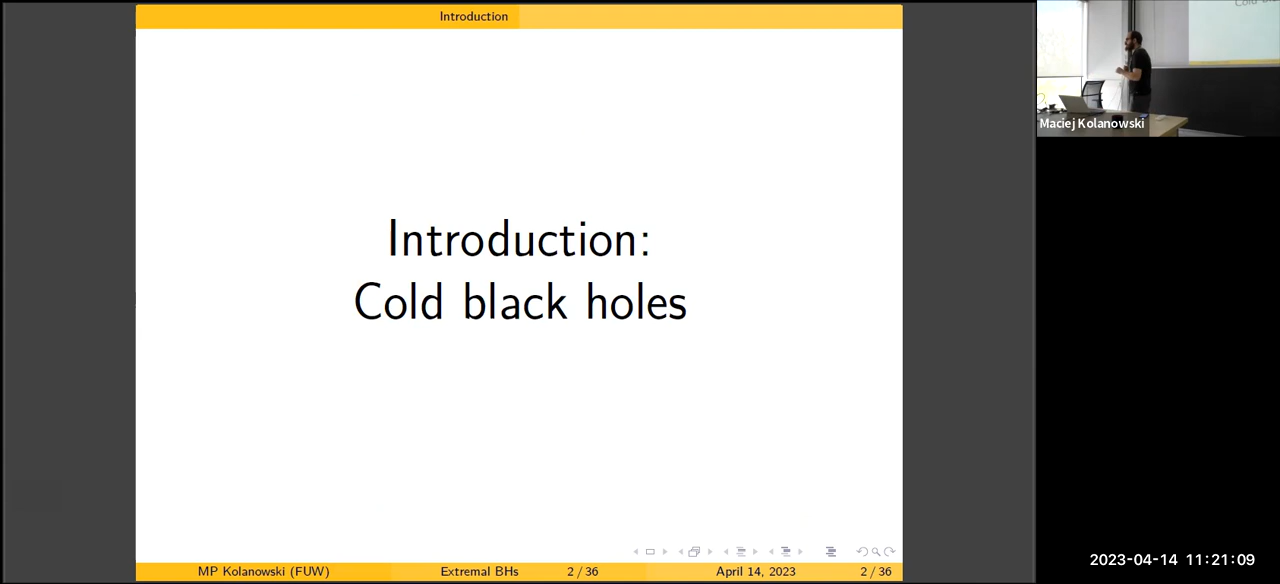 Introduction
Introduction:
Cold black holes
MP Kolanowski (FUW)
Extremal BHs
2 / 36
April 14, 2023
2 / 36
Maciej Kolanowski
2023-04-14 11:21:09